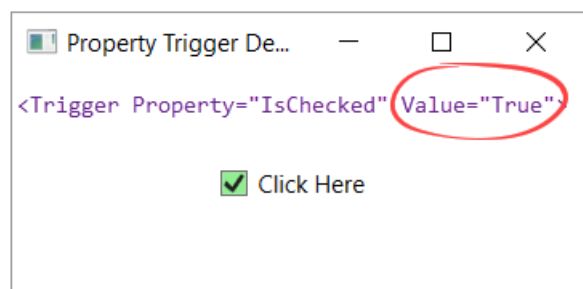 Property Trigger De...
<Trigger Property="IsChecked" Value="True">
Click Here